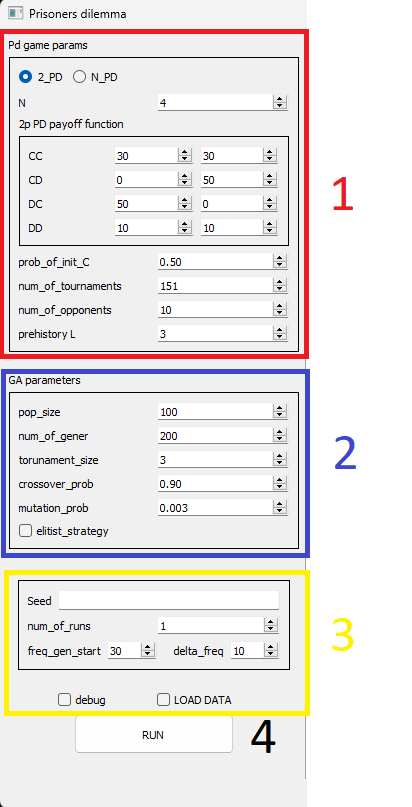 Prisoners dilemma
Pd game params
2_PD N_PD
N 4
2p PD payoff function
CC 30 30
CD 0 50
DC 50 0
DD 10 10
1
prob_of_init_C 0.50
num_of_tournaments 151
num_of_opponents 10
prehistory L 3
GA parameters
pop_size 100
num_of_gener 200
2
torunament_size 3
crossover_prob 0.90
mutation_prob 0.003
elitist_strategy
Seed
num_of_runs 1
3
freq_gen_start 30 delta_freq 10
debug LOAD DATA
RUN 4